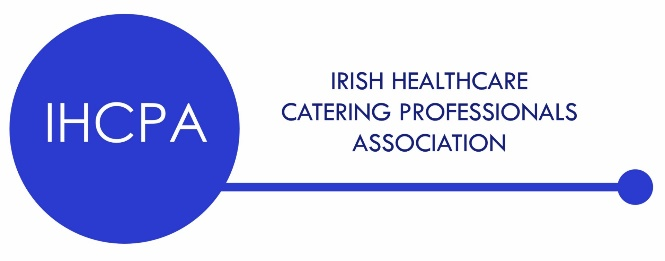 IHCPA
IRISH HEALTHCARE
CATERING PROFESSIONALS
ASSOCIATION